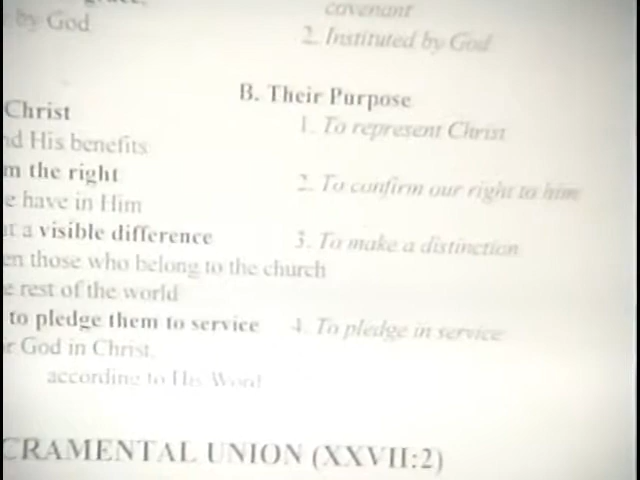 covenant
by God
2. Instituted by God
B. Their Purpose
Christ
1. To represent Christ
nd His benefits
m the right
2. To confirm our right to him
e have in Him
a visible difference
3. To make a distinction
en those who belong to the church
e rest of the world
to pledge them to service
4. To pledge in service
r God in Christ,
according to His Word
CRAMENTAL UNION (XXVII:2)